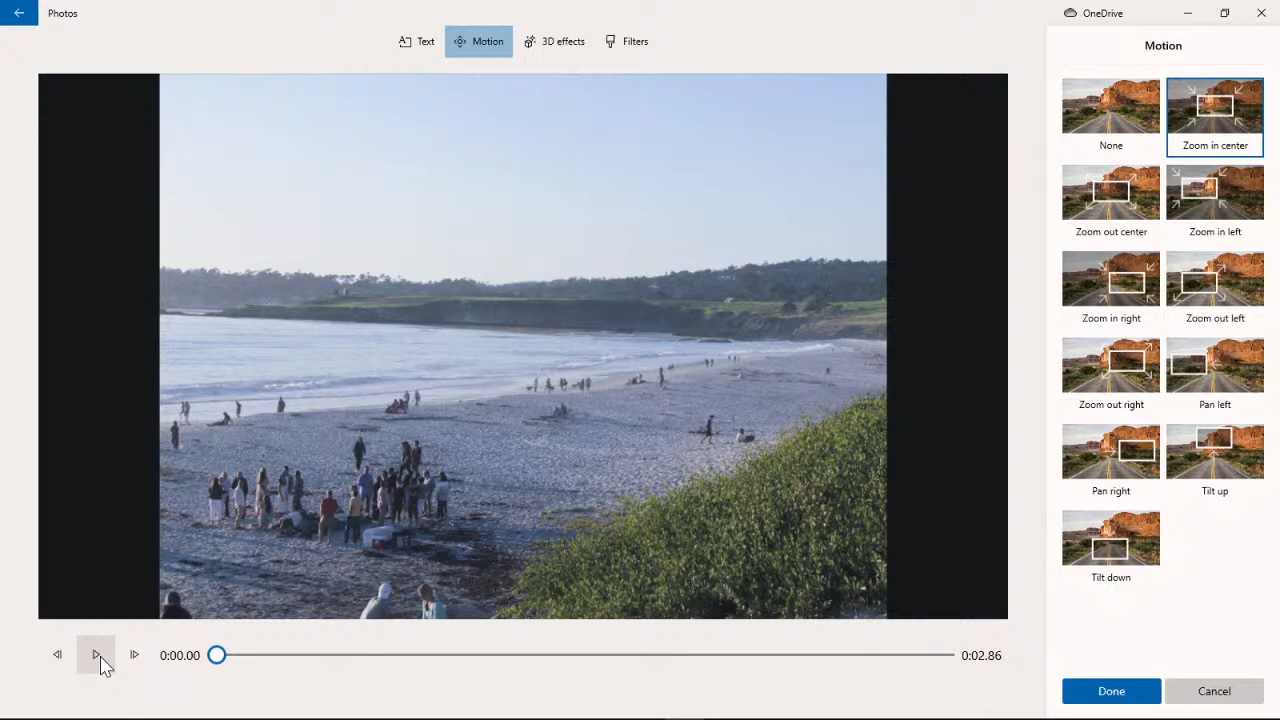 Photos
OneDrive
Text
Motion
3D effects
Filters
Motion
None
Zoom in center
Zoom out center
Zoom in left
Zoom in right
Zoom out left
Zoom out right
Pan left
Pan right
Tilt up
Tilt down
0:00.00
0:02.86
Done
Cancel